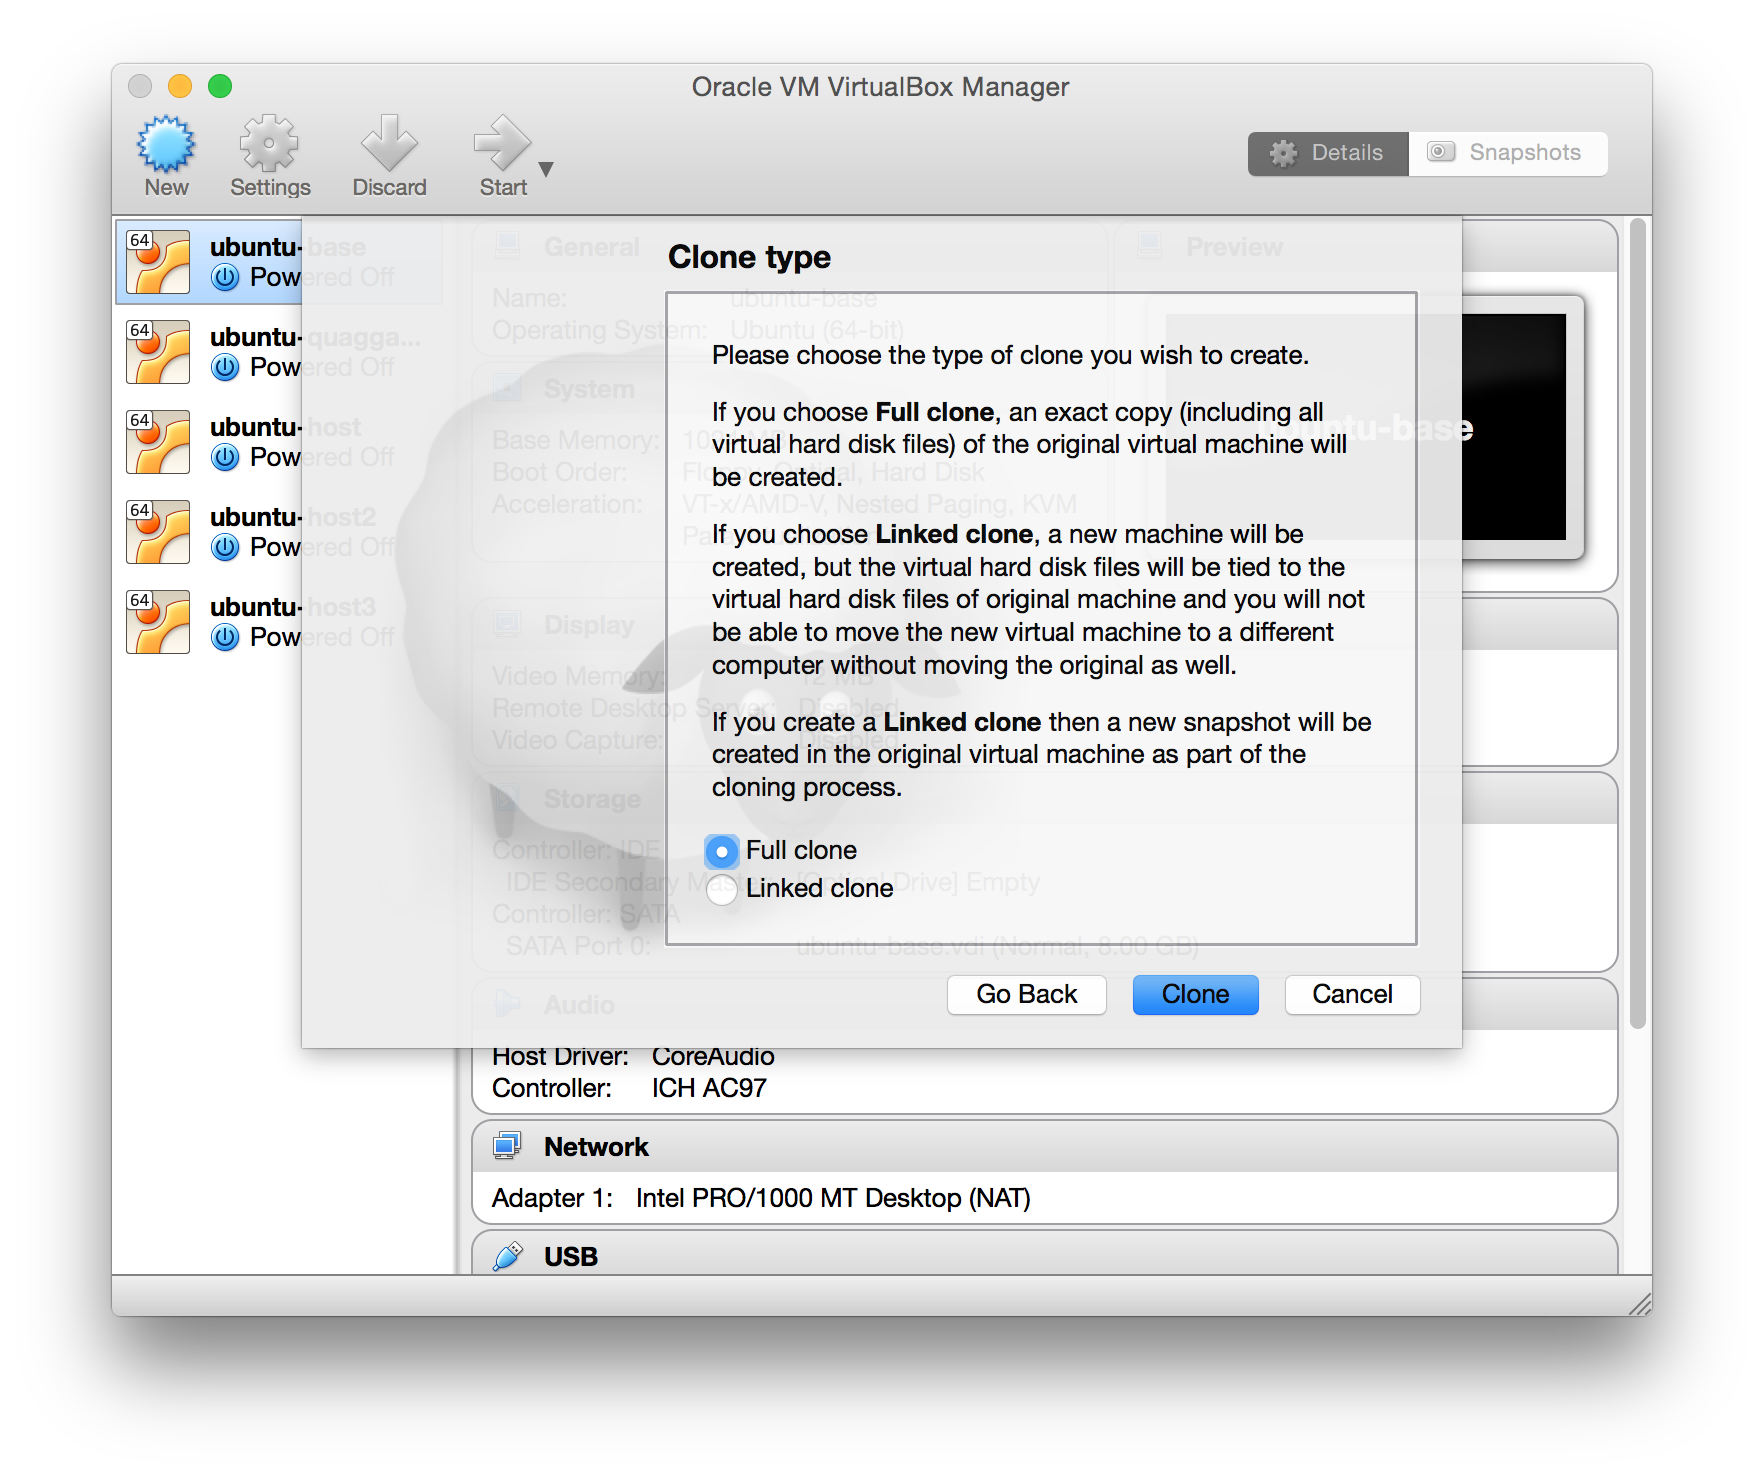 Oracle VM VirtualBox Manager
New
Settings
Discard
Start
Details
Snapshots
64
ubuntu-base
Powered Off
64
ubuntu-quagga...
Powered Off
64
ubuntu-host
Powered Off
64
ubuntu-host2
Powered Off
64
ubuntu-host3
Powered Off
General
Name: ubuntu-base
Operating System: Ubuntu (64-bit)
System
Base Memory:
Boot Order: Floppy, Optical, Hard Disk
Acceleration: VT-x/AMD-V, Nested Paging, KVM
Display
Video Memory: 12 MB
Remote Desktop Server: Disabled
Video Capture: Disabled
Storage
Controller: IDE
IDE Secondary Master: [Optical Drive] Empty
Controller: SATA
SATA Port 0: ubuntu-base.vdi (Normal, 8.00 GB)
Audio
Preview
ubuntu-base
Clone type
Please choose the type of clone you wish to create.
If you choose Full clone, an exact copy (including all
virtual hard disk files) of the original virtual machine will
be created.
If you choose Linked clone, a new machine will be
created, but the virtual hard disk files will be tied to the
virtual hard disk files of original machine and you will not
be able to move the new virtual machine to a different
computer without moving the original as well.
If you create a Linked clone then a new snapshot will be
created in the original virtual machine as part of the
cloning process.
Full clone
Linked clone
Go Back
Clone
Cancel
Host Driver: CoreAudio
Controller: ICH AC97
Network
Adapter 1: Intel PRO/1000 MT Desktop (NAT)
USB